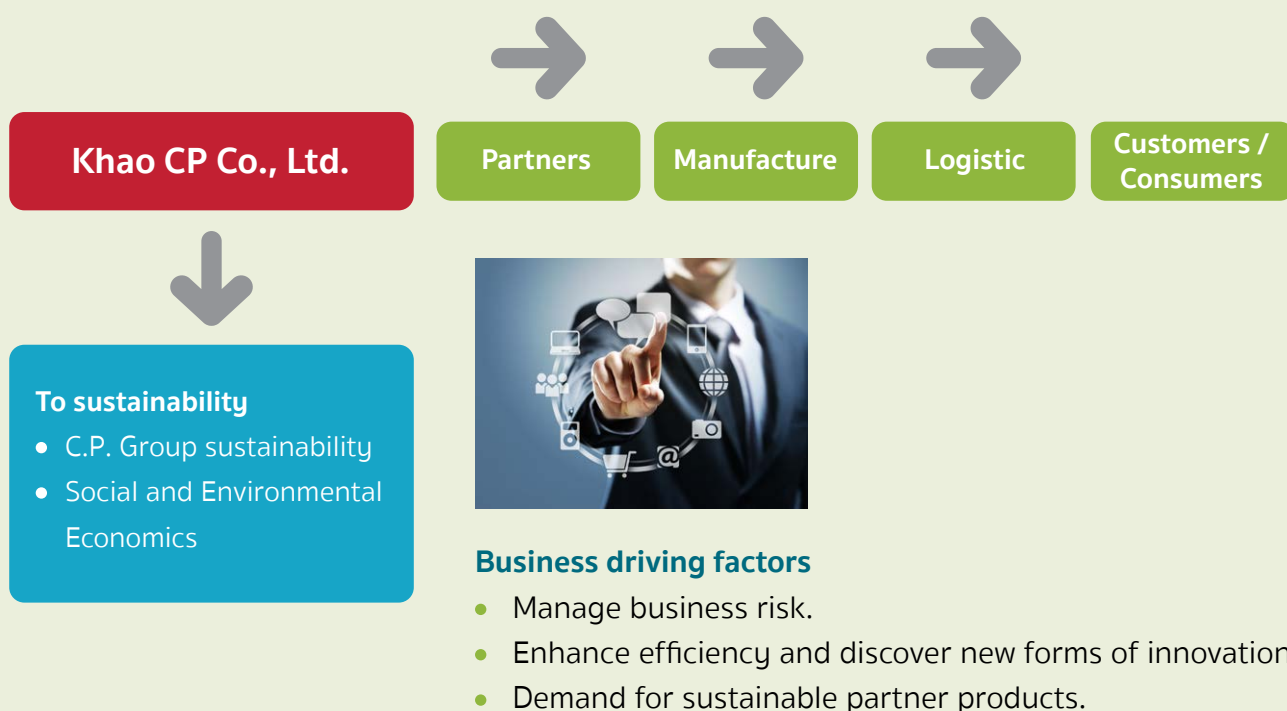 Khao CP Co., Ltd.
Partners
Manufacture
Logistic
Customers /
Consumers
To sustainability
• C.P. Group sustainability
• Social and Environmental
Economics
@
Business driving factors
• Manage business risk.
• Enhance efficiency and discover new forms of innovation
• Demand for sustainable partner products.